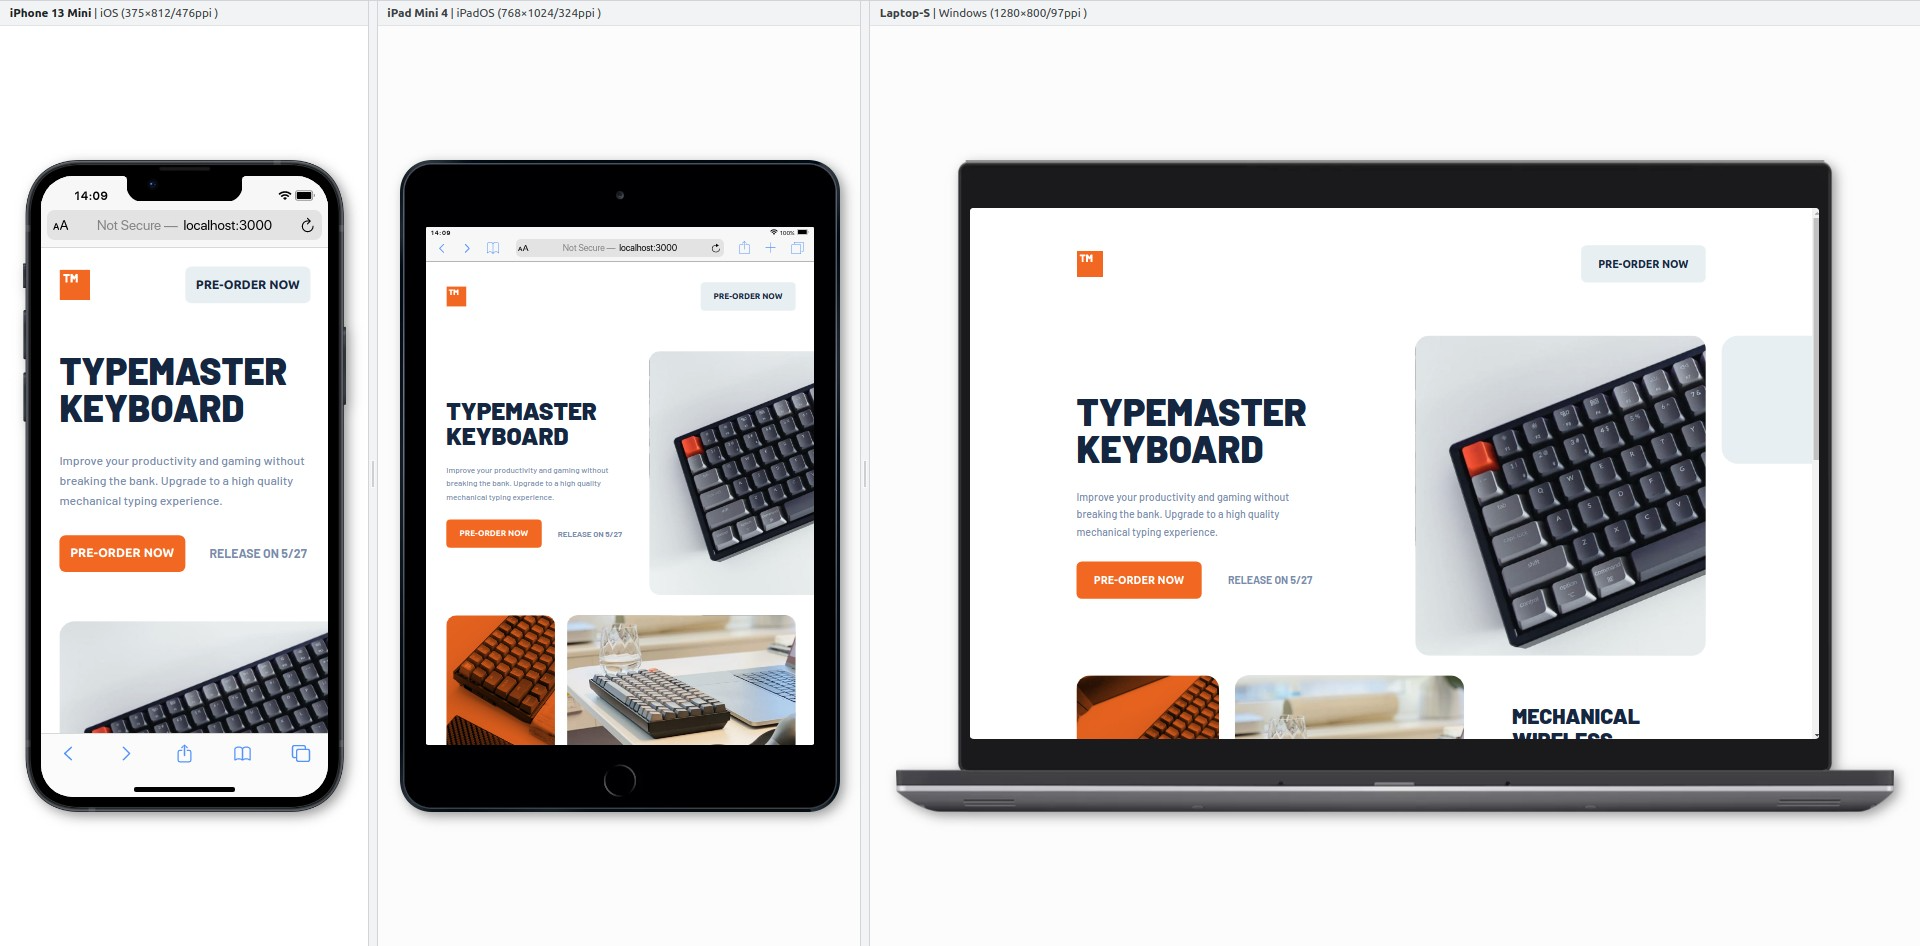 iPhone 13 Mini | iOS (375×812/476ppi )
14:09
AA Not Secure — localhost:3000
TM
PRE-ORDER NOW
TYPEMASTER
KEYBOARD
Improve your productivity and gaming without
breaking the bank. Upgrade to a high quality
mechanical typing experience.
PRE-ORDER NOW RELEASE ON 5/27
iPad Mini 4 | iPadOS (768×1024/324ppi )
14:09 100%
AA Not Secure — localhost:3000
TM
PRE-ORDER NOW
TYPEMASTER
KEYBOARD
Improve your productivity and gaming without
breaking the bank. Upgrade to a high quality
mechanical typing experience.
PRE-ORDER NOW RELEASE ON 5/27
Laptop-S | Windows (1280×800/97ppi )
TM
PRE-ORDER NOW
TYPEMASTER
KEYBOARD
Improve your productivity and gaming without
breaking the bank. Upgrade to a high quality
mechanical typing experience.
PRE-ORDER NOW RELEASE ON 5/27
MECHANICAL
WIRELESS